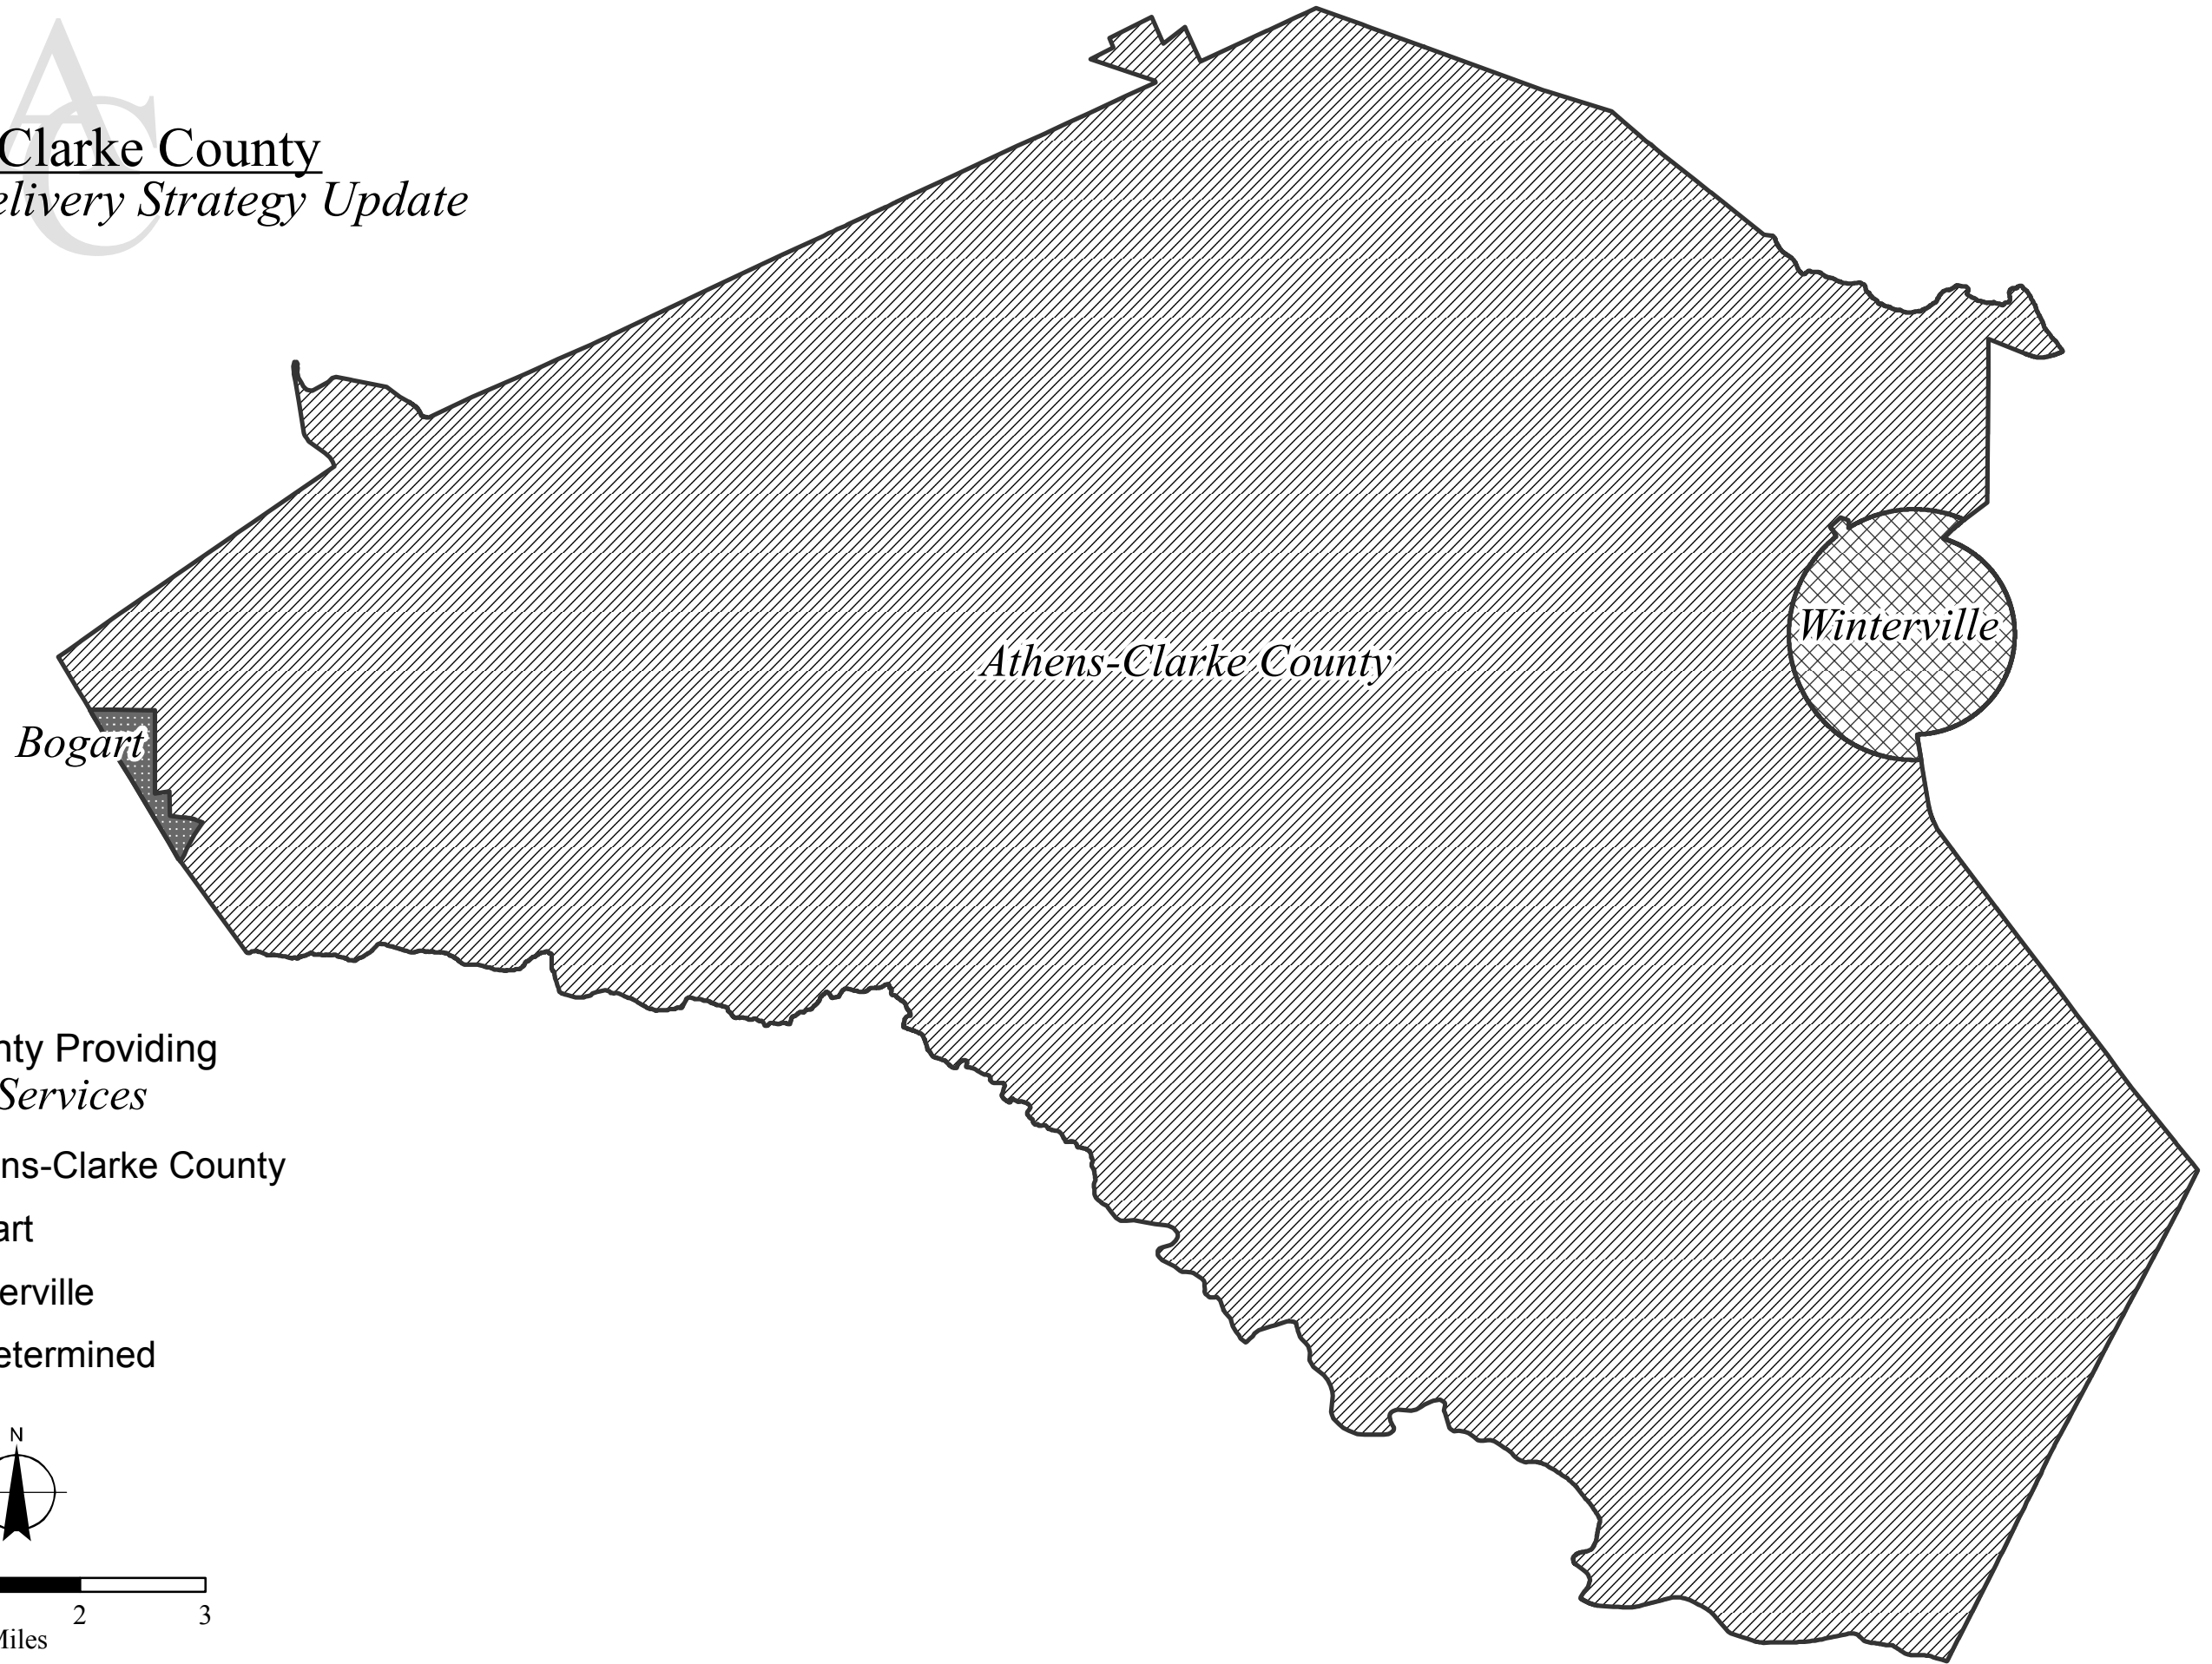 AC
Clarke County
elivery Strategy Update
Athens-Clarke County
Winterville
Bogart
nty Providing
Services
ns-Clarke County
art
erville
etermined
N
2 3
Miles